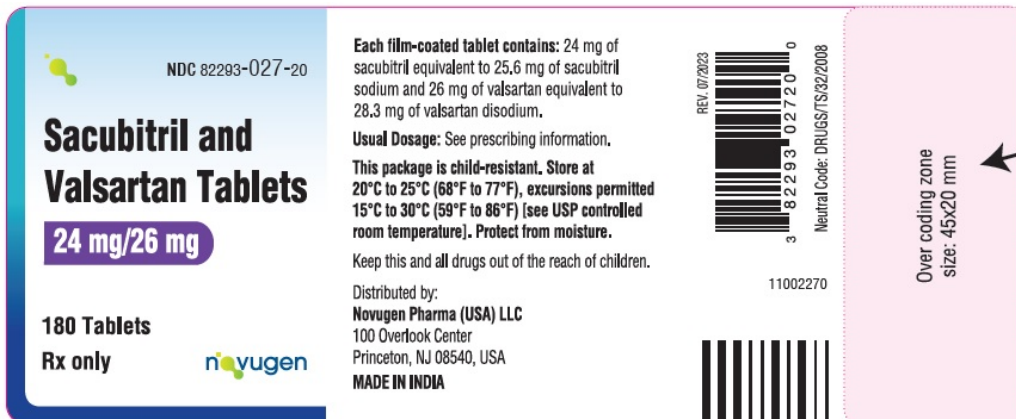 NDC 82293-027-20
Sacubitril and
Valsartan Tablets
24 mg/26 mg
180 Tablets
Rx only
novugen
Each film-coated tablet contains: 24 mg of
sacubitril equivalent to 25.6 mg of sacubitril
sodium and 26 mg of valsartan equivalent to
28.3 mg of valsartan disodium.
Usual Dosage: See prescribing information.
This package is child-resistant. Store at
20°C to 25°C (68°F to 77°F), excursions permitted
15°C to 30°C (59°F to 86°F) [see USP controlled
room temperature]. Protect from moisture.
Keep this and all drugs out of the reach of children.
Distributed by:
Novugen Pharma (USA) LLC
100 Overlook Center
Princeton, NJ 08540, USA
MADE IN INDIA
REV. 07/2023
3 82293 02720 0
Neutral Code: DRUGS/TS/32/2008
11002270
Over coding zone
size: 45x20 mm